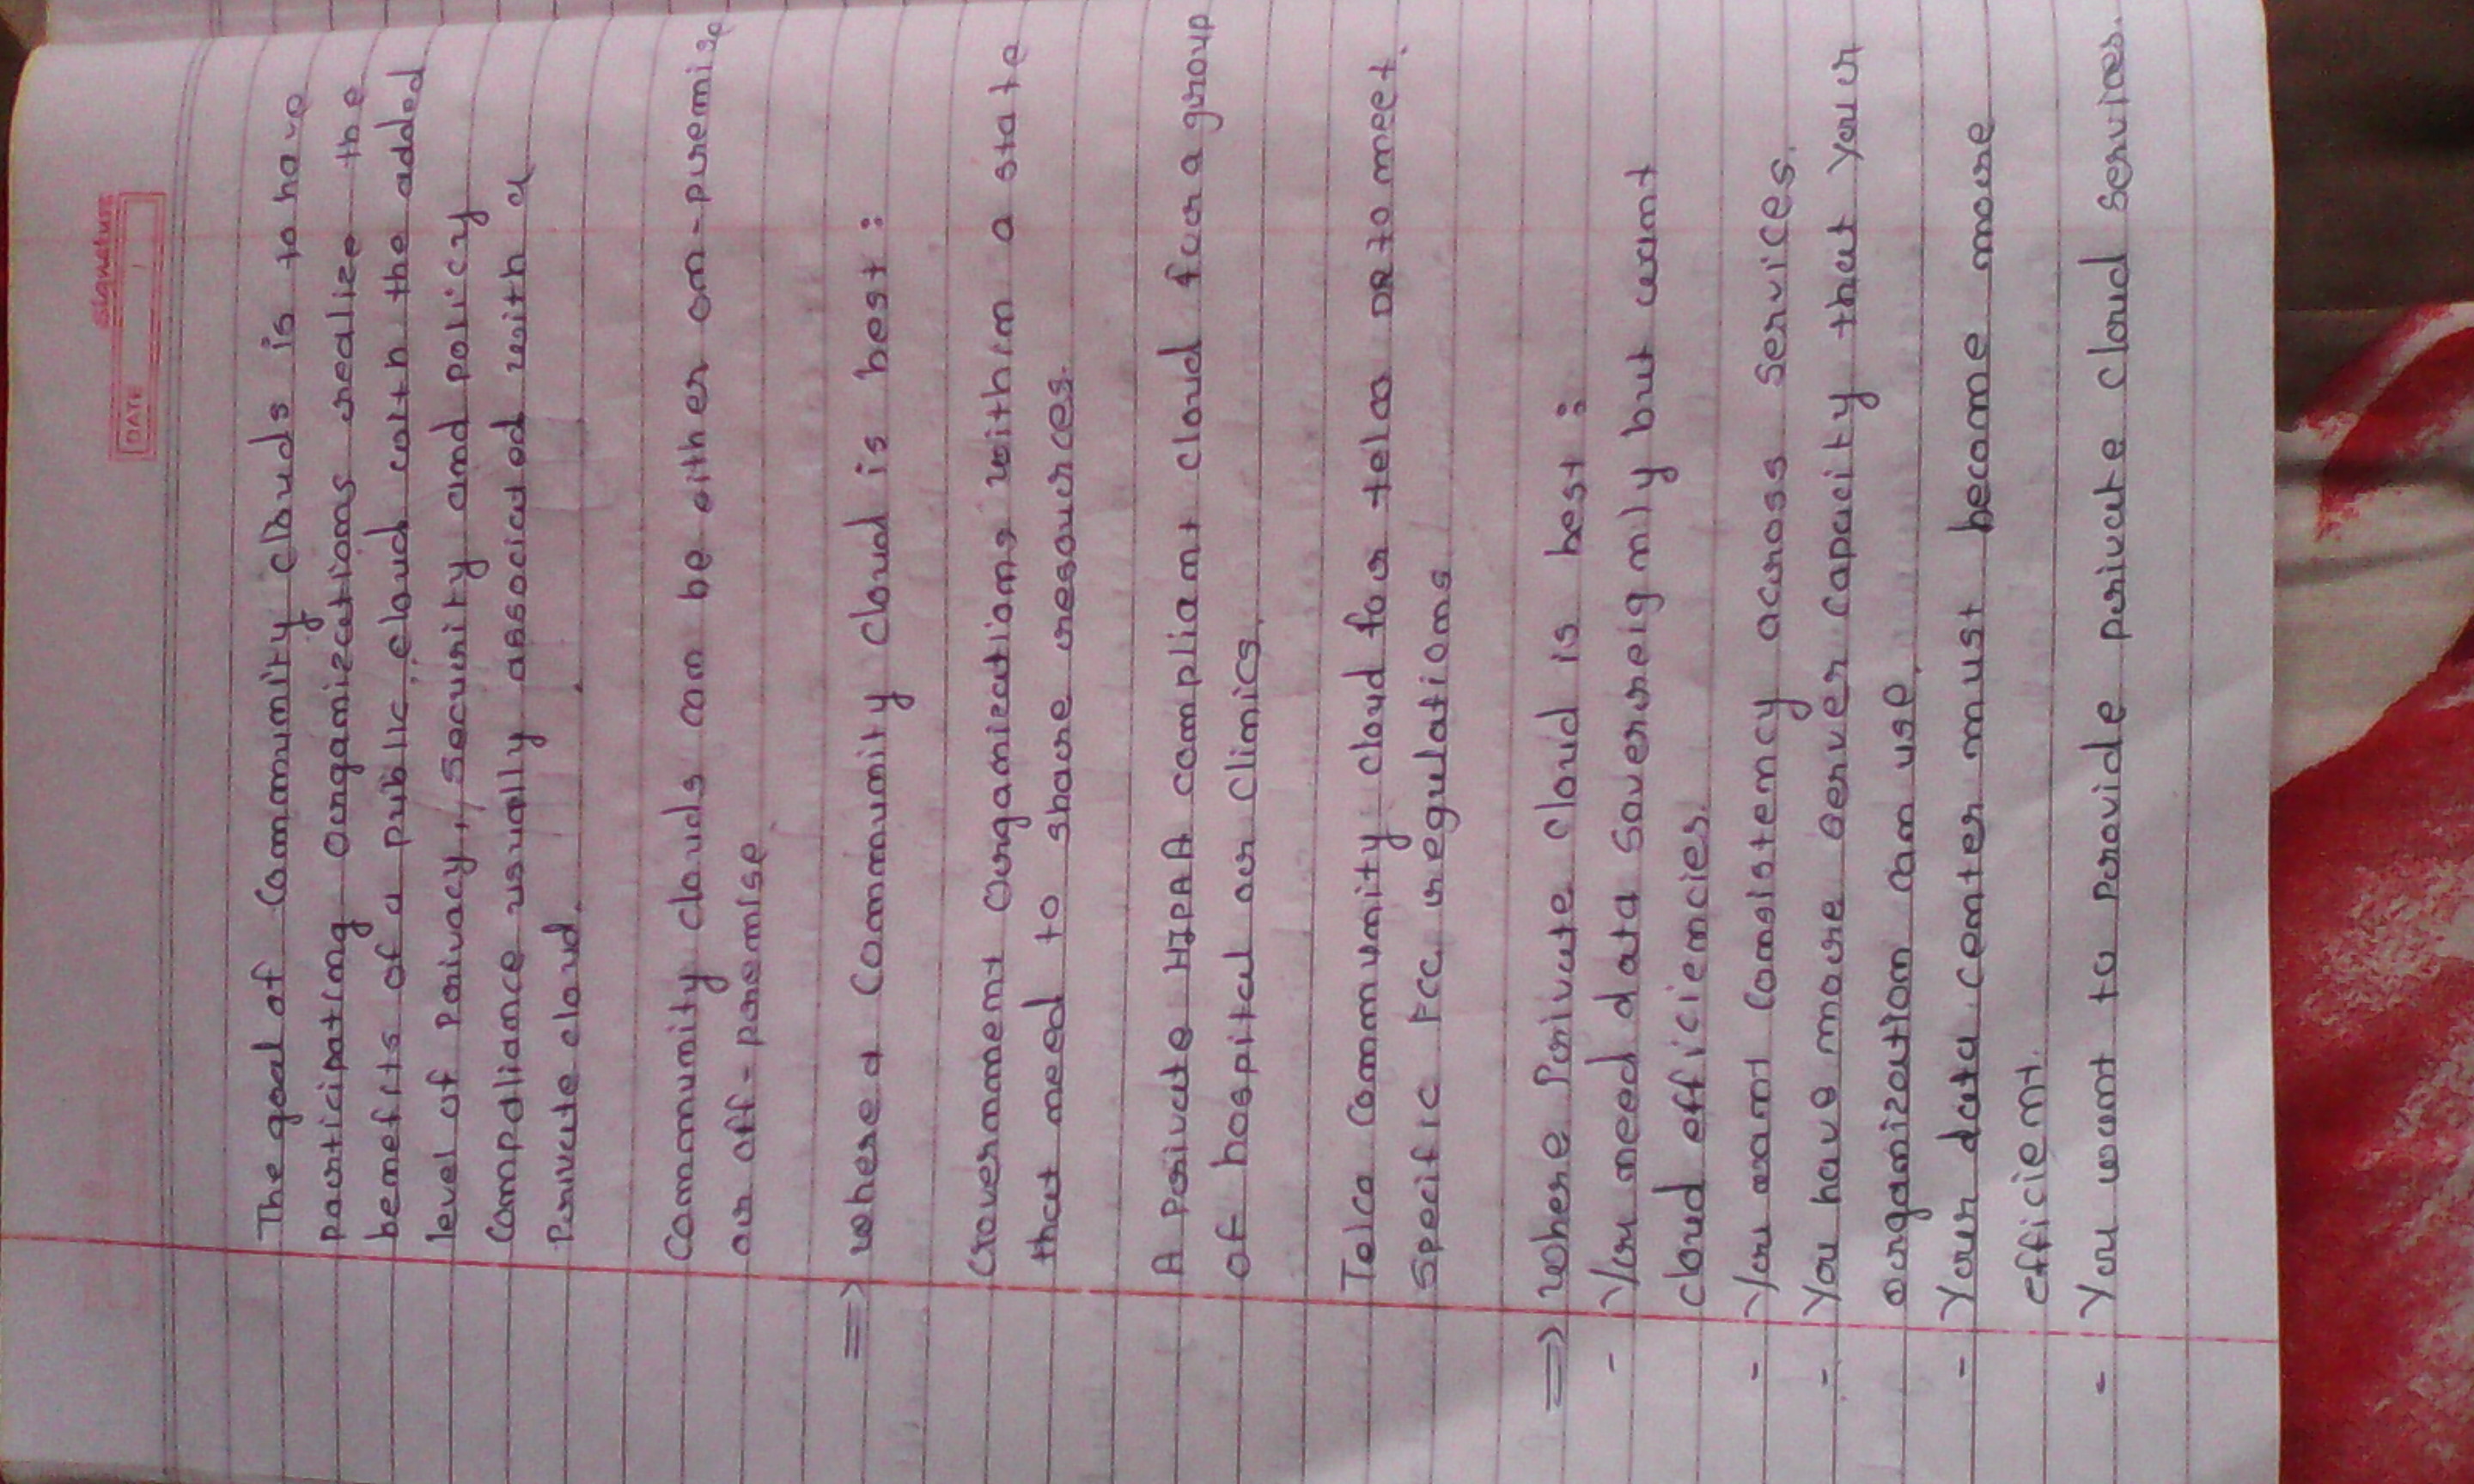 Signature
DATE
The goal of Community clouds is to have
participating Organizations realize the
benefits of a public cloud with the added
level of Privacy, Security and policy
Compaliance usually associated with a
Private cloud.
Community clouds can be either on-premise
or off-premise
=> where a Community cloud is best :
Government Organizations within a state
that need to share resources.
A Private HIPAA compliant cloud for a group
of hospital or Clinics.
Telco Community cloud for telco DR to meet
Specific FCC regulations
=> where Private cloud is best :
- You need data Soverreignly but want
cloud efficiencies.
- You want Consistency across Services.
- You have more server capacity that your
organization can use.
- Your data center must become more
efficient.
- You want to Provide private cloud services.